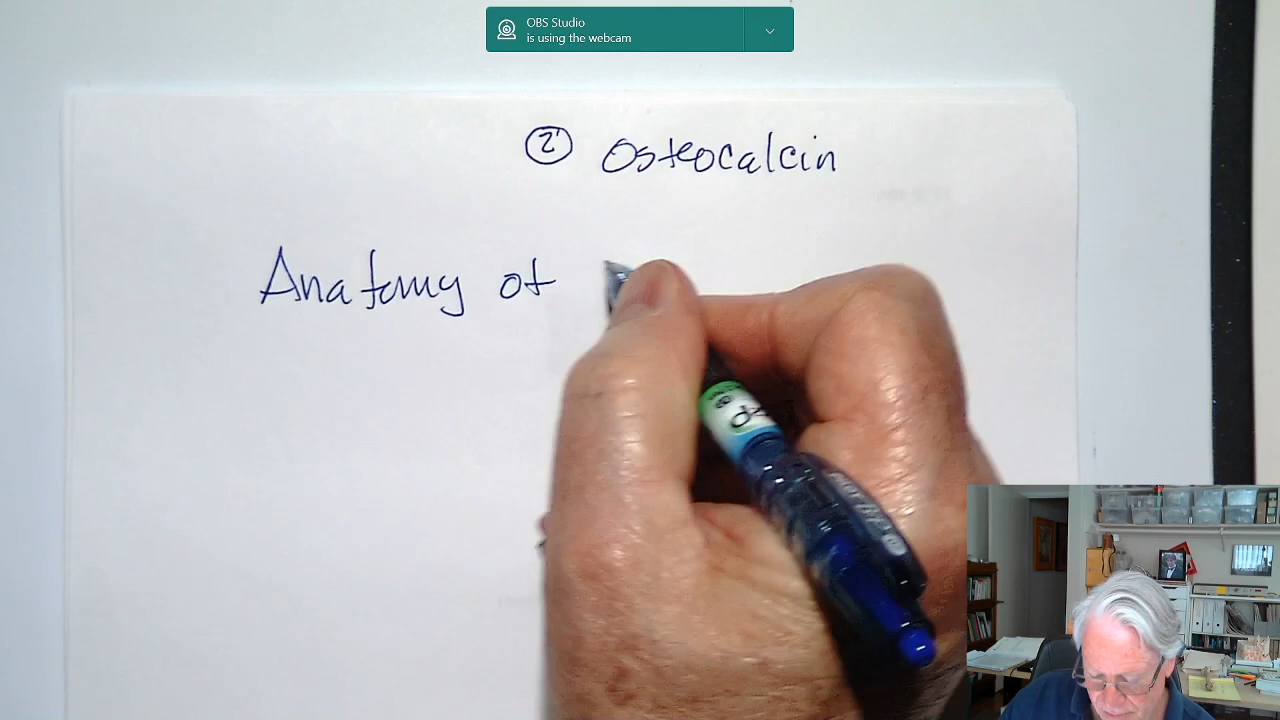 OBS Studio
is using the webcam
② Osteocalcin
Anatomy of